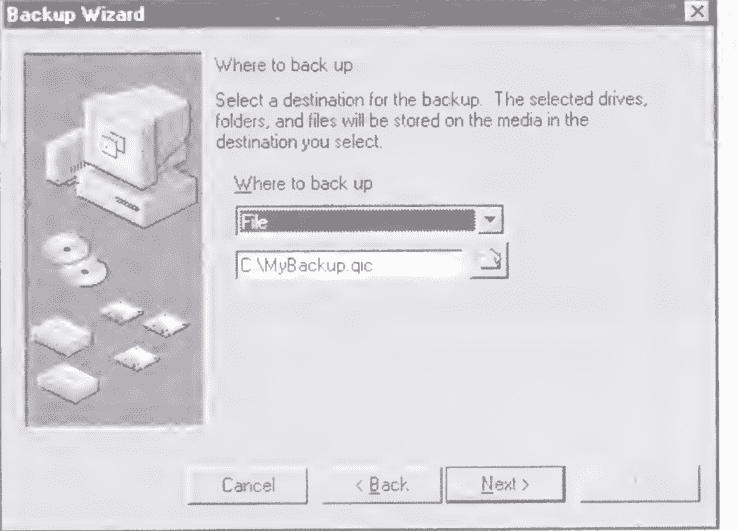 Backup Wizard
Where to back up
Select a destination for the backup. The selected drives,
folders, and files will be stored on the media in the
destination you select.
Where to back up
File
C:\MyBackup.qic
Cancel
< Back
Next >